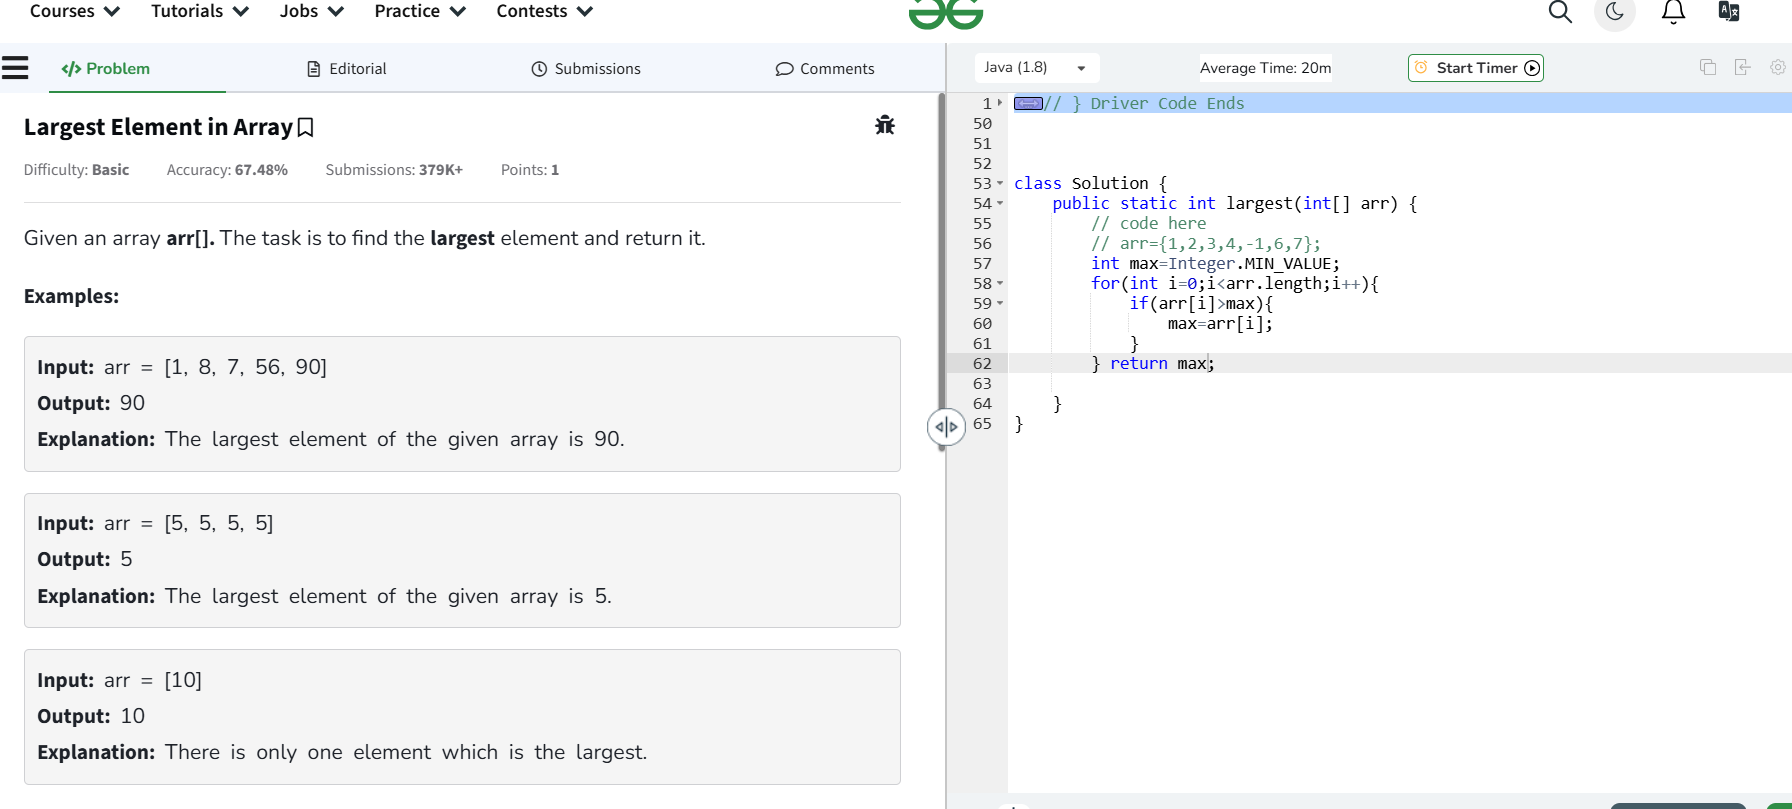 Courses Tutorials Jobs Practice Contests
Problem Editorial Submissions Comments
Largest Element in Array
Difficulty: Basic Accuracy: 67.48% Submissions: 379K+ Points: 1
Given an array arr[]. The task is to find the largest element and return it.
Examples:
Input: arr = [1, 8, 7, 56, 90]
Output: 90
Explanation: The largest element of the given array is 90.
Input: arr = [5, 5, 5, 5]
Output: 5
Explanation: The largest element of the given array is 5.
Input: arr = [10]
Output: 10
Explanation: There is only one element which is the largest.
Java (1.8) Average Time: 20m Start Timer
1 // } Driver Code Ends
50
51
52
53 class Solution {
54     public static int largest(int[] arr) {
55         // code here
56         // arr={1,2,3,4,-1,6,7};
57         int max=Integer.MIN_VALUE;
58         for(int i=0;i<arr.length;i++){
59             if(arr[i]>max){
60                 max=arr[i];
61             }
62         } return max;
63
64     }
65 }